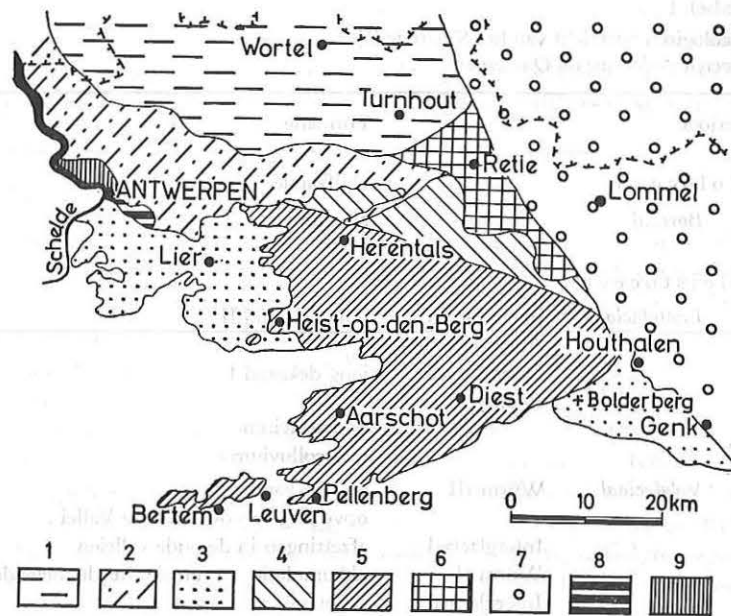 Wortel
Turnhout
Retie
ANTWERPEN
Lommel
Schelde
Lier
Herentals
Heist-op-den-Berg
Houthalen
Diest
+Bolderberg
Aarschot
Genk
Pellenberg
Bertem
Leuven
0 10 20km
1 2 3 4 5 6 7 8 9